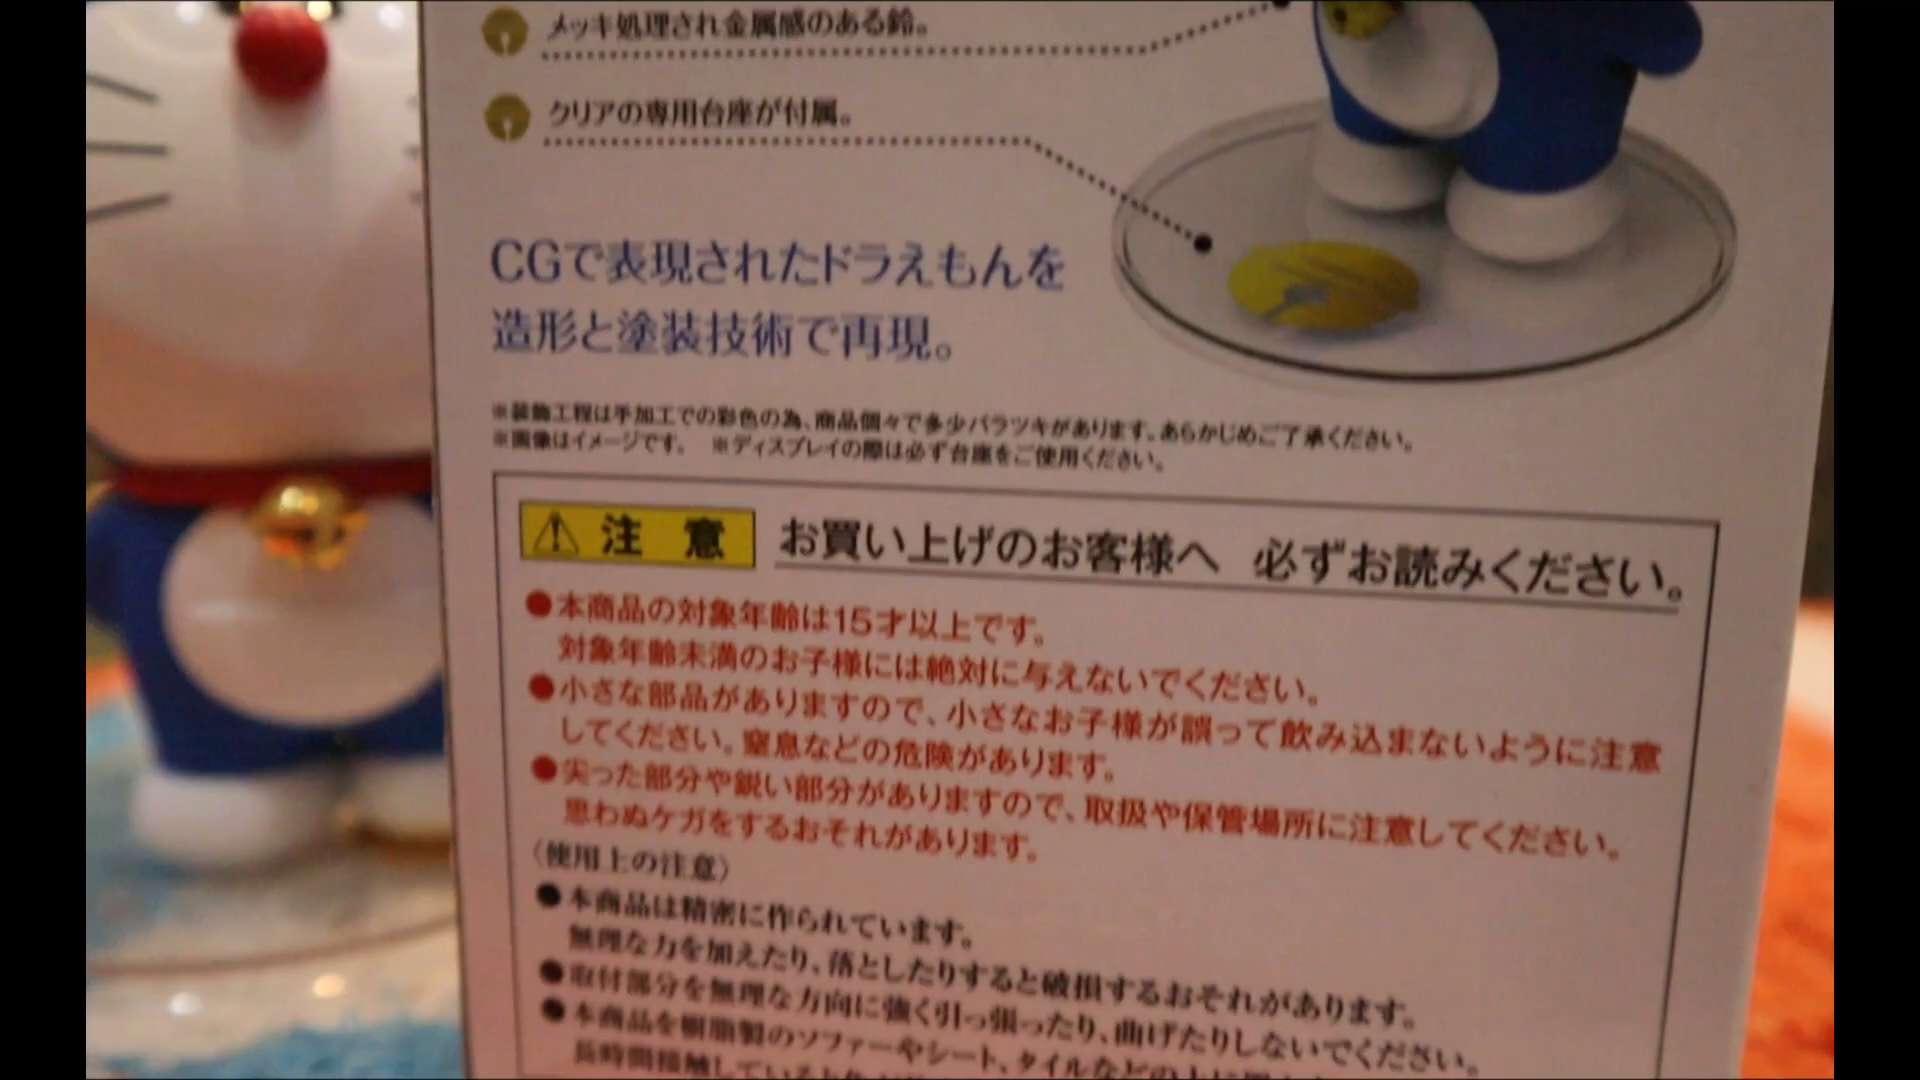 メッキ処理され金属感のある鈴。
クリアの専用台座が付属。
CGで表現されたドラえもんを
造形と塗装技術で再現。
※装飾工程は手加工での彩色の為、商品個々で多少バラツキがあります。あらかじめご了承ください。
※画像はイメージです。 ※ディスプレイの際は必ず台座をご使用ください。
⚠注 意 お買い上げのお客様へ 必ずお読みください。
●本商品の対象年齢は15才以上です。
対象年齢未満のお子様には絶対に与えないでください。
●小さな部品がありますので、小さなお子様が誤って飲み込まないように注意
してください。窒息などの危険があります。
●尖った部分や鋭い部分がありますので、取扱や保管場所に注意してください。
思わぬケガをするおそれがあります。
〈使用上の注意〉
●本商品は精密に作られています。
無理な力を加えたり、落としたりすると破損するおそれがあります。
●取付部分を無理な方向に強く引っ張ったり、曲げたりしないでください。
●本商品を樹脂製のソファーやシート、タイルなどの上に
長時間接触していると